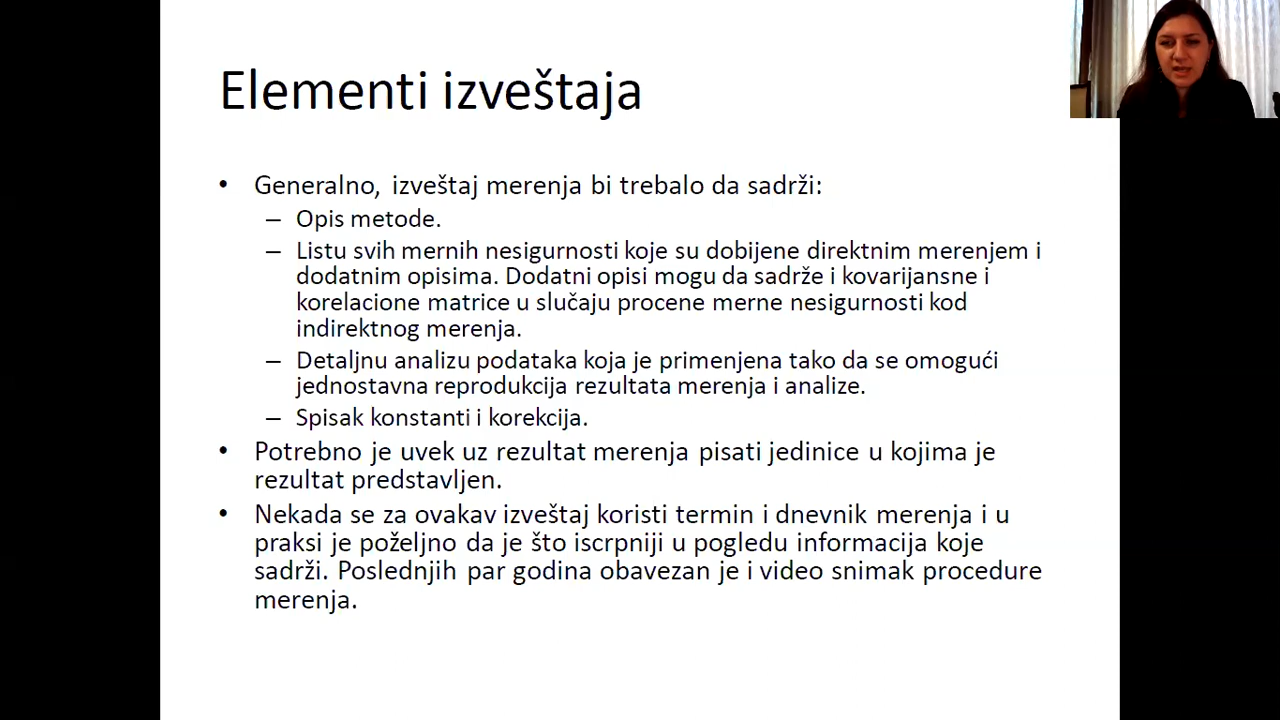 Elementi izveštaja
• Generalno, izveštaj merenja bi trebalo da sadrži:
– Opis metode.
– Listu svih mernih nesigurnosti koje su dobijene direktnim merenjem i
dodatnim opisima. Dodatni opisi mogu da sadrže i kovarijansne i
korelacione matrice u slučaju procene merne nesigurnosti kod
indirektnog merenja.
– Detaljnu analizu podataka koja je primenjena tako da se omogući
jednostavna reprodukcija rezultata merenja i analize.
– Spisak konstanti i korekcija.
• Potrebno je uvek uz rezultat merenja pisati jedinice u kojima je
rezultat predstavljen.
• Nekada se za ovakav izveštaj koristi termin i dnevnik merenja i u
praksi je poželjno da je što iscrpniji u pogledu informacija koje
sadrži. Poslednjih par godina obavezan je i video snimak procedure
merenja.